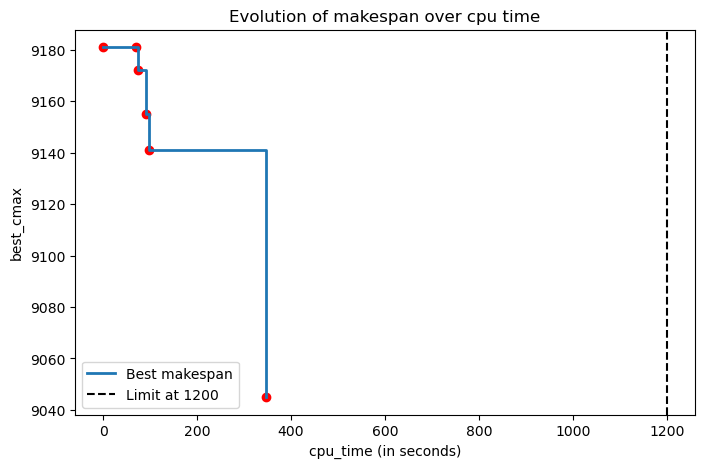 Evolution of makespan over cpu time
best_cmax
9180
9160
9140
9120
9100
9080
9060
9040
Best makespan
Limit at 1200
0 200 400 600 800 1000 1200
cpu_time (in seconds)